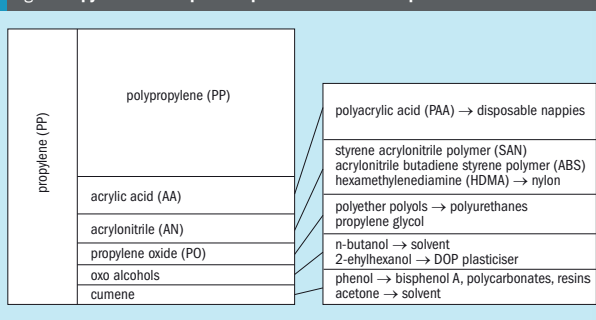 propylene (PP)
polypropylene (PP)
acrylic acid (AA)
acrylonitrile (AN)
propylene oxide (PO)
oxo alcohols
cumene
polyacrylic acid (PAA) → disposable nappies
styrene acrylonitrile polymer (SAN)
acrylonitrile butadiene styrene polymer (ABS)
hexamethylenediamine (HDMA) → nylon
polyether polyols → polyurethanes
propylene glycol
n-butanol → solvent
2-ehylhexanol → DOP plasticiser
phenol → bisphenol A, polycarbonates, resins
acetone → solvent